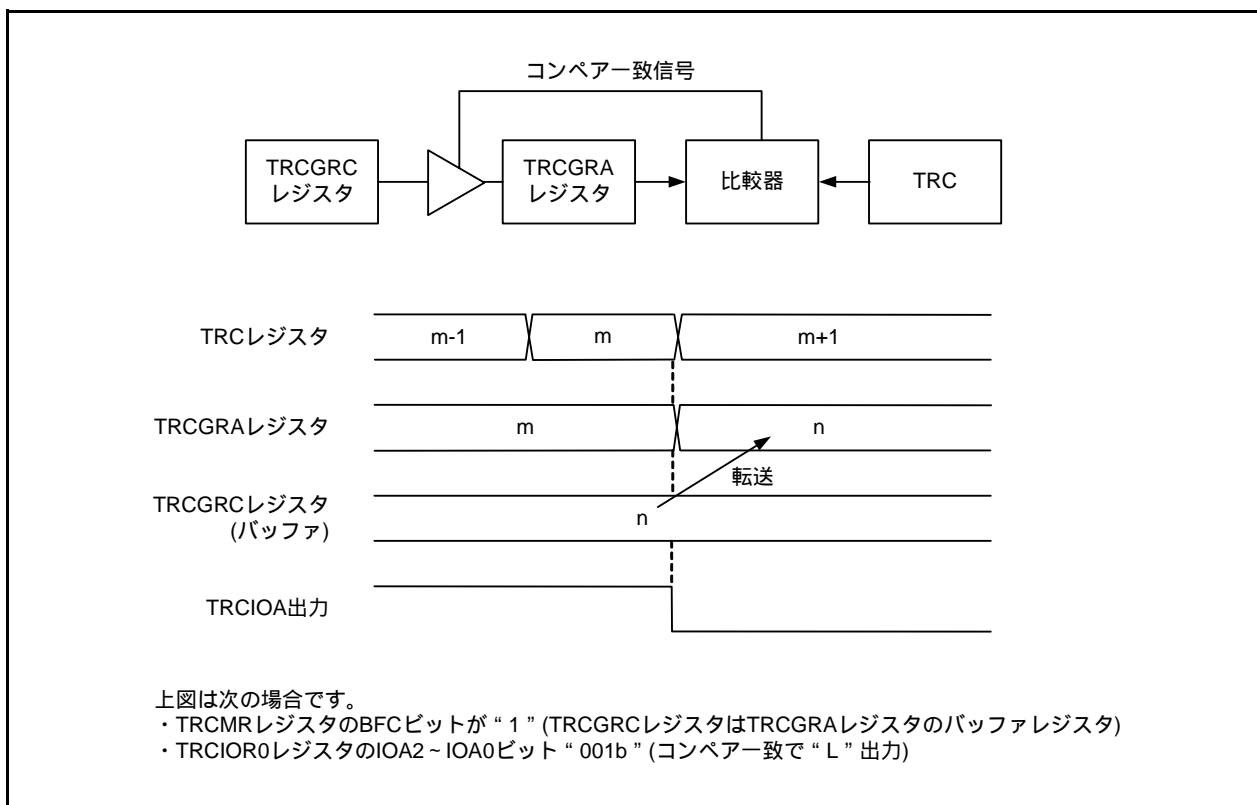 コンペア一致信号
TRCGRC
レジスタ
TRCGRA
レジスタ
比較器
TRC
TRCレジスタ
m-1
m
m+1
TRCGRAレジスタ
m
n
転送
TRCGRCレジスタ
(バッファ)
n
TRCIOA出力
上図は次の場合です。
・TRCMRレジスタのBFCビットが“1”(TRCGRCレジスタはTRCGRAレジスタのバッファレジスタ)
・TRCIOR0レジスタのIOA2~IOA0ビット“001b”(コンペア一致で“L”出力)